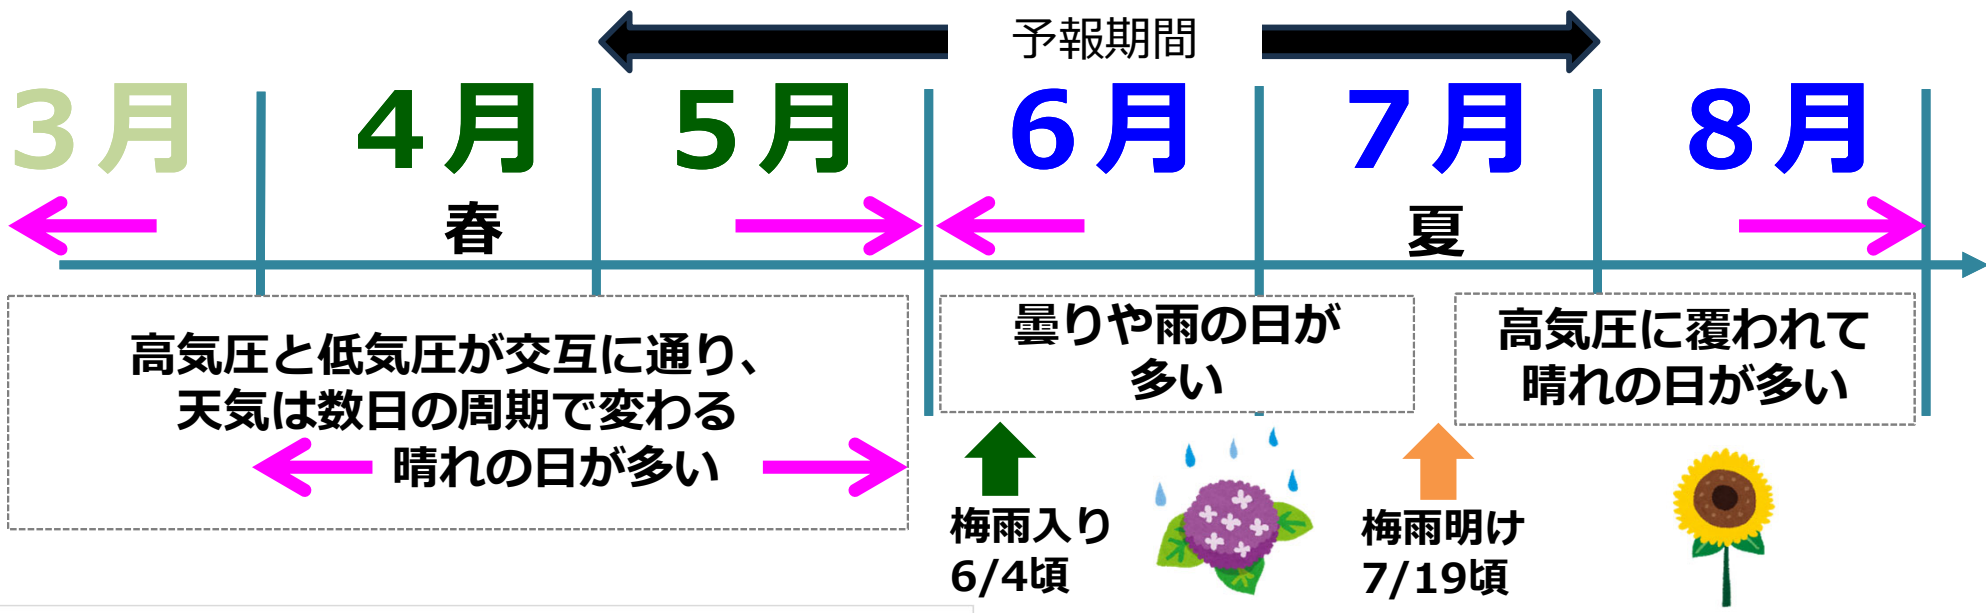 予報期間
3月 4月 5月 6月 7月 8月
春 夏
高気圧と低気圧が交互に通り、
天気は数日の周期で変わる
晴れの日が多い
曇りや雨の日が
多い
高気圧に覆われて
晴れの日が多い
梅雨入り
6/4頃
梅雨明け
7/19頃